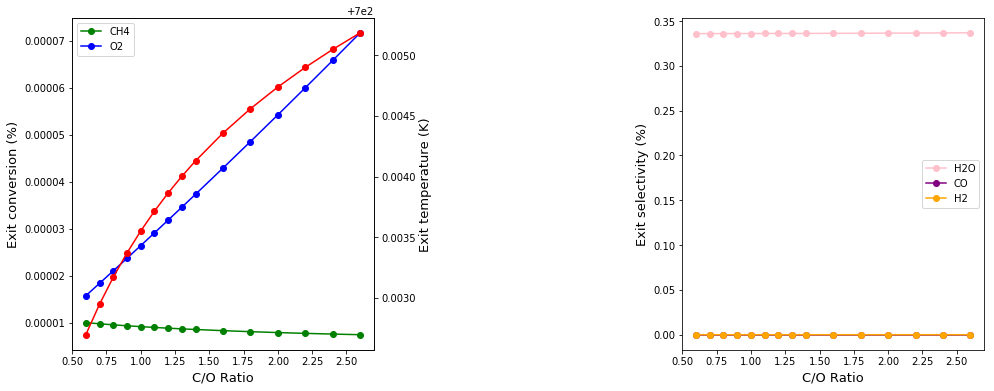 +7e2
CH4
O2
0.00007
0.00006
0.00005
0.00004
0.00003
0.00002
0.00001
Exit conversion (%)
0.0050
0.0045
0.0040
0.0035
0.0030
Exit temperature (K)
0.50 0.75 1.00 1.25 1.50 1.75 2.00 2.25 2.50
C/O Ratio
0.35
0.30
0.25
0.20
0.15
0.10
0.05
0.00
Exit selectivity (%)
H2O
CO
H2
0.50 0.75 1.00 1.25 1.50 1.75 2.00 2.25 2.50
C/O Ratio